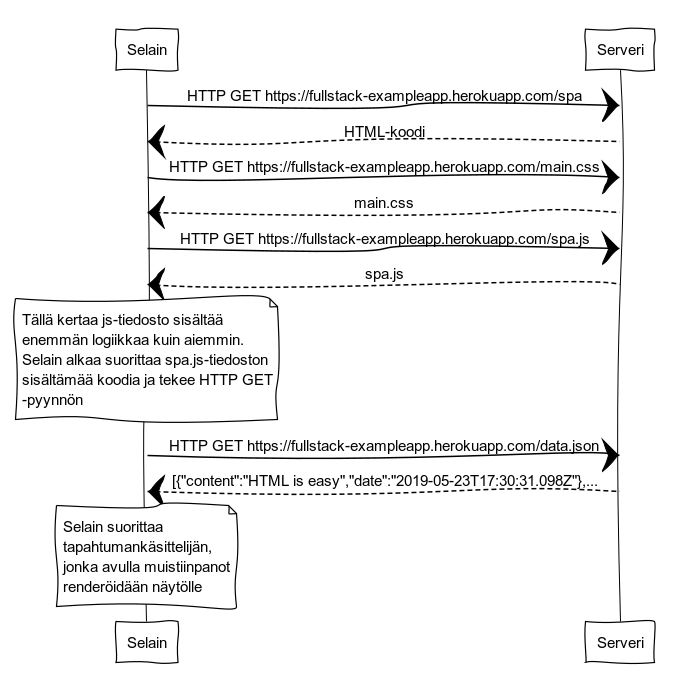 Selain
Serveri
HTTP GET https://fullstack-exampleapp.herokuapp.com/spa
HTML-koodi
HTTP GET https://fullstack-exampleapp.herokuapp.com/main.css
main.css
HTTP GET https://fullstack-exampleapp.herokuapp.com/spa.js
spa.js
Tällä kertaa js-tiedosto sisältää
enemmän logiikkaa kuin aiemmin.
Selain alkaa suorittaa spa.js-tiedoston
sisältämää koodia ja tekee HTTP GET
-pyynnön
HTTP GET https://fullstack-exampleapp.herokuapp.com/data.json
[{"content":"HTML is easy","date":"2019-05-23T17:30:31.098Z"},...
Selain suorittaa
tapahtumankäsittelijän,
jonka avulla muistiinpanot
renderöidään näytölle
Selain
Serveri